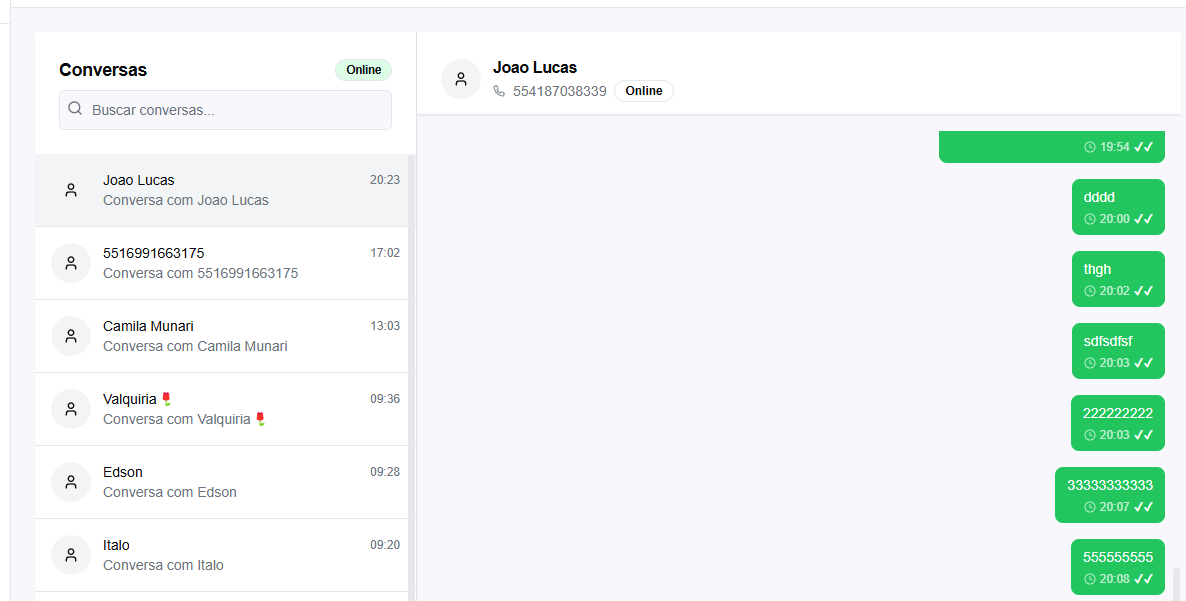 Conversas
Online
Buscar conversas...
Joao Lucas
20:23
Conversa com Joao Lucas
5516991663175
17:02
Conversa com 5516991663175
Camila Munari
13:03
Conversa com Camila Munari
Valquiria 🌷
09:36
Conversa com Valquiria 🌷
Edson
09:28
Conversa com Edson
Italo
09:20
Conversa com Italo
Joao Lucas
554187038339
Online
19:54 ✓✓
dddd
20:00 ✓✓
thgh
20:02 ✓✓
sdfsdfsf
20:03 ✓✓
222222222
20:03 ✓✓
33333333333
20:07 ✓✓
555555555
20:08 ✓✓